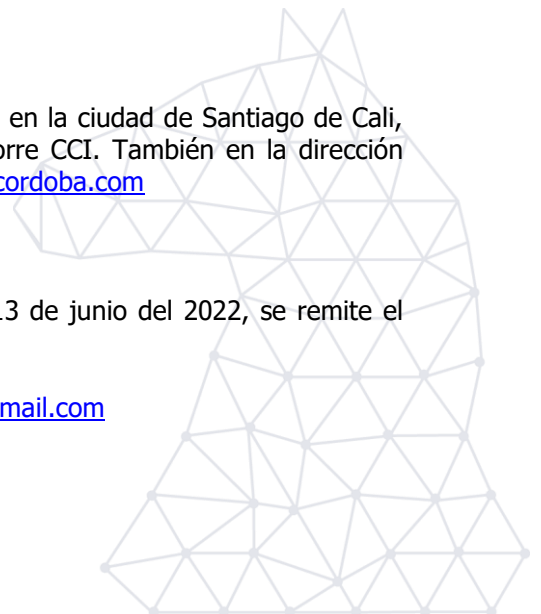 en la ciudad de Santiago de Cali,
orre CCI. También en la dirección
cordoba.com
13 de junio del 2022, se remite el
mail.com